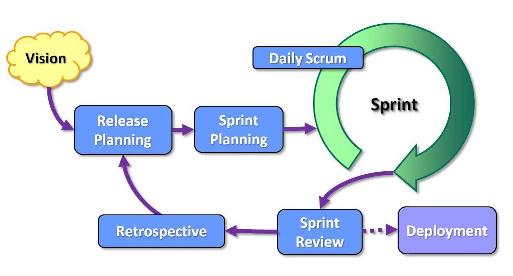 Vision
Daily Scrum
Release
Planning
Sprint
Planning
Sprint
Retrospective
Sprint
Review
Deployment